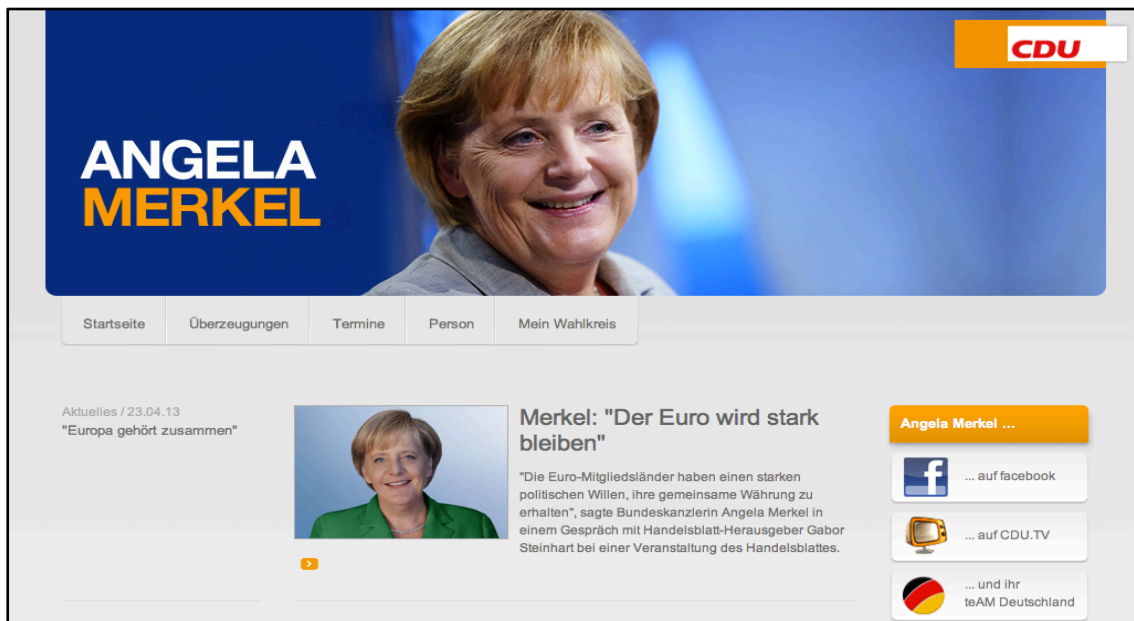 CDU
ANGELA
MERKEL
Startseite
Überzeugungen
Termine
Person
Mein Wahlkreis
Aktuelles / 23.04.13
"Europa gehört zusammen"
Merkel: "Der Euro wird stark
bleiben"
"Die Euro-Mitgliedsländer haben einen starken
politischen Willen, ihre gemeinsame Währung zu
erhalten", sagte Bundeskanzlerin Angela Merkel in
einem Gespräch mit Handelsblatt-Herausgeber Gabor
Steinhart bei einer Veranstaltung des Handelsblattes.
Angela Merkel ...
... auf facebook
... auf CDU.TV
... und ihr
teAM Deutschland